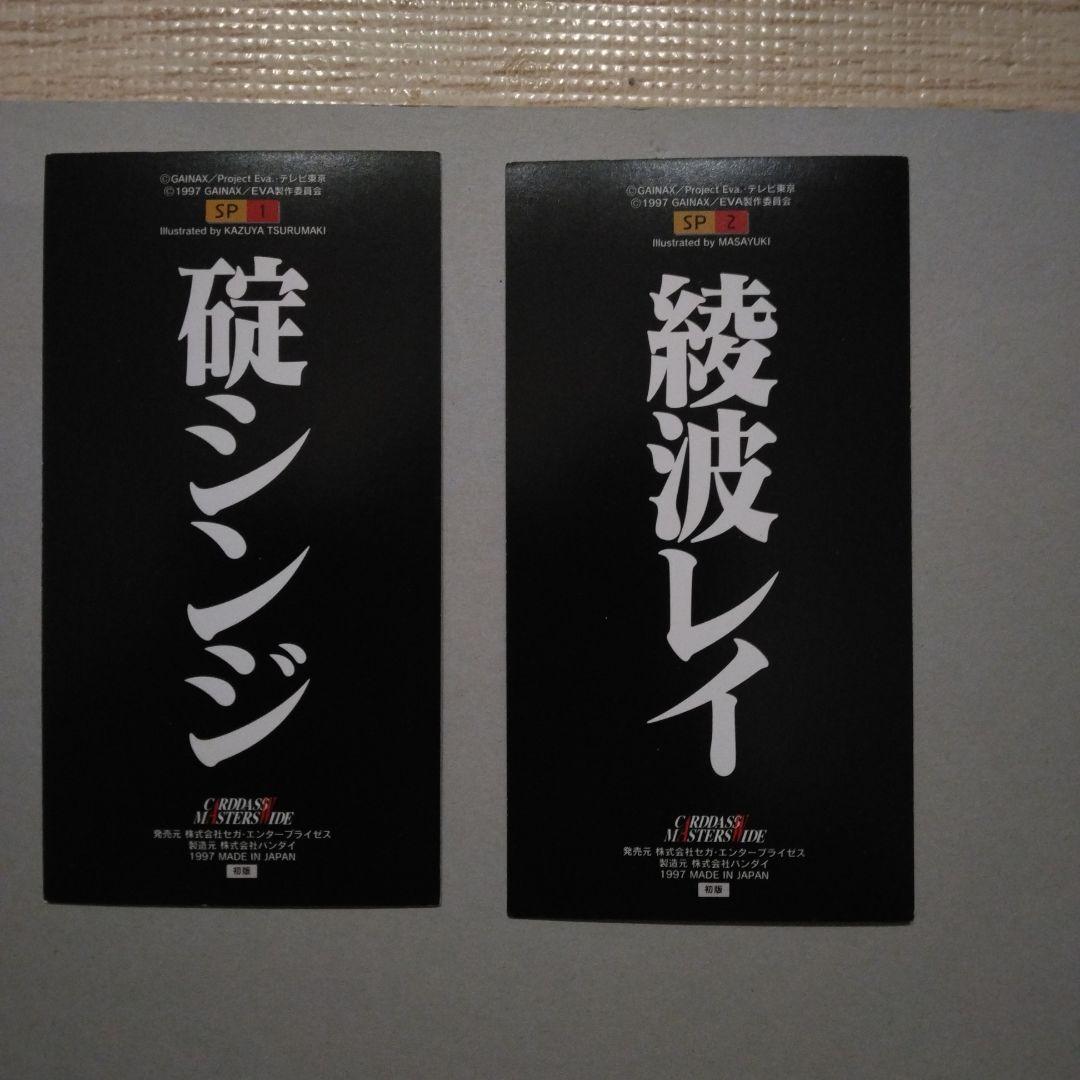 ©GAINAX／Project Eva.・テレビ東京
©1997 GAINAX／EVA製作委員会
SP 1
Illustrated by KAZUYA TSURUMAKI
碇シンジ
CARDDASS
MASTERS WIDE
発売元 株式会社セガ・エンタープライゼス
製造元 株式会社バンダイ
1997 MADE IN JAPAN
初版
©GAINAX／Project Eva.・テレビ東京
©1997 GAINAX／EVA製作委員会
SP 2
Illustrated by MASAYUKI
綾波レイ
CARDDASS
MASTERS WIDE
発売元 株式会社セガ・エンタープライゼス
製造元 株式会社バンダイ
1997 MADE IN JAPAN
初版